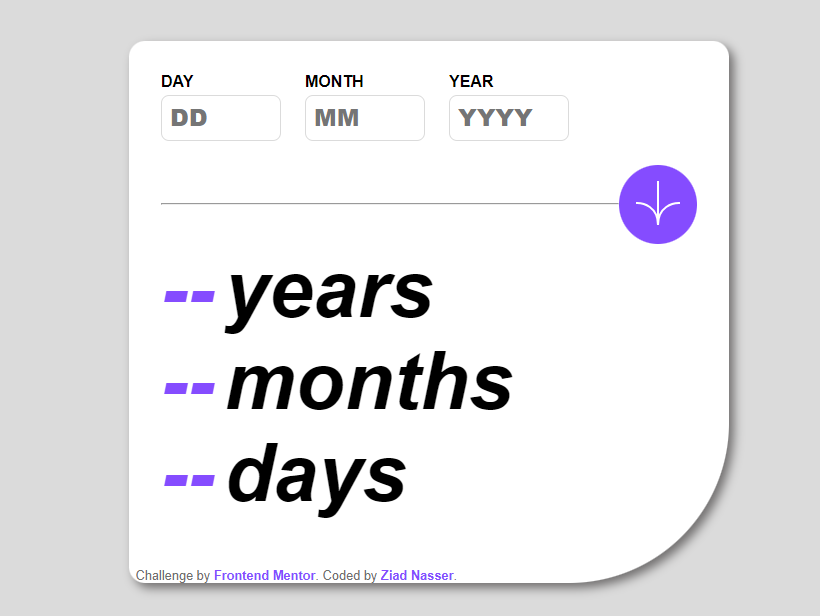 DAY MONTH YEAR
DD MM YYYY
--years
--months
--days
Challenge by Frontend Mentor. Coded by Ziad Nasser.